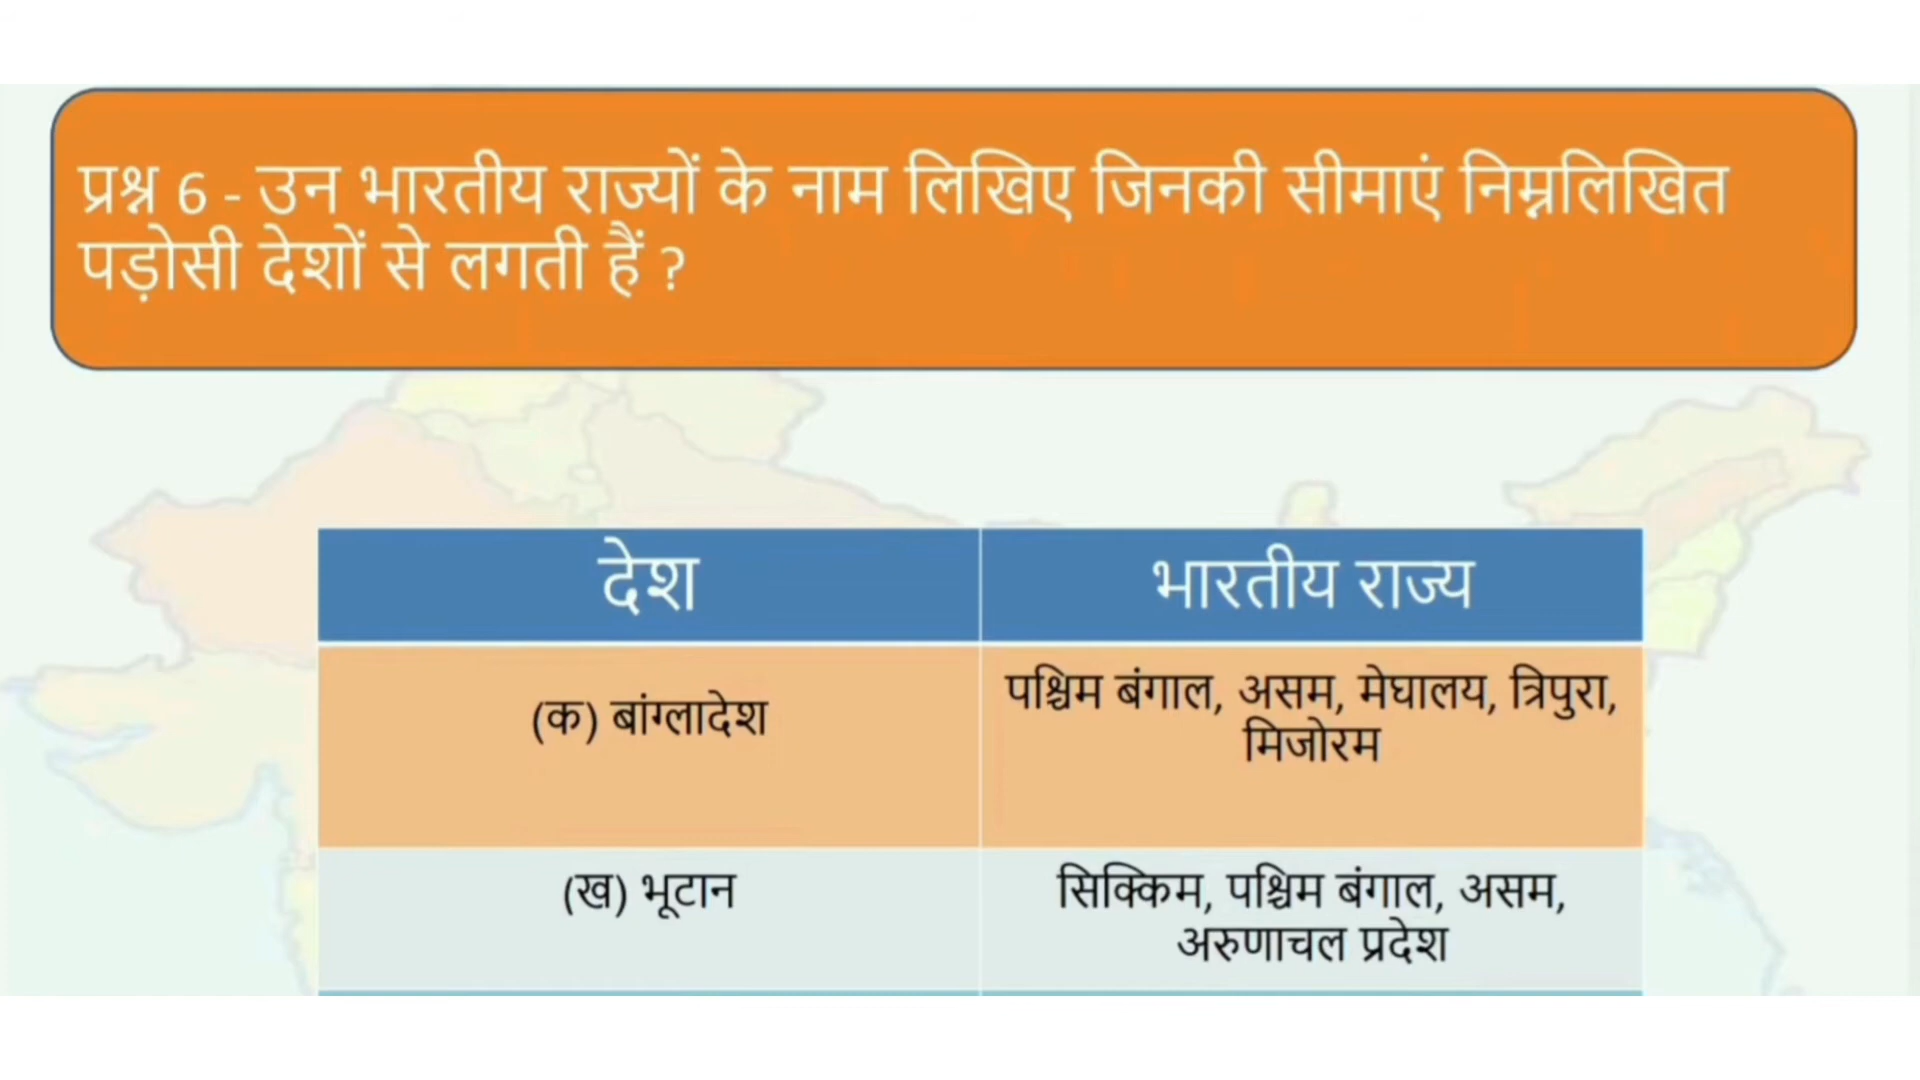 प्रश्न 6 - उन भारतीय राज्यों के नाम लिखिए जिनकी सीमाएं निम्नलिखित
पड़ोसी देशों से लगती हैं ?
देश
भारतीय राज्य
(क) बांग्लादेश
पश्चिम बंगाल, असम, मेघालय, त्रिपुरा,
मिजोरम
(ख) भूटान
सिक्किम, पश्चिम बंगाल, असम,
अरुणाचल प्रदेश